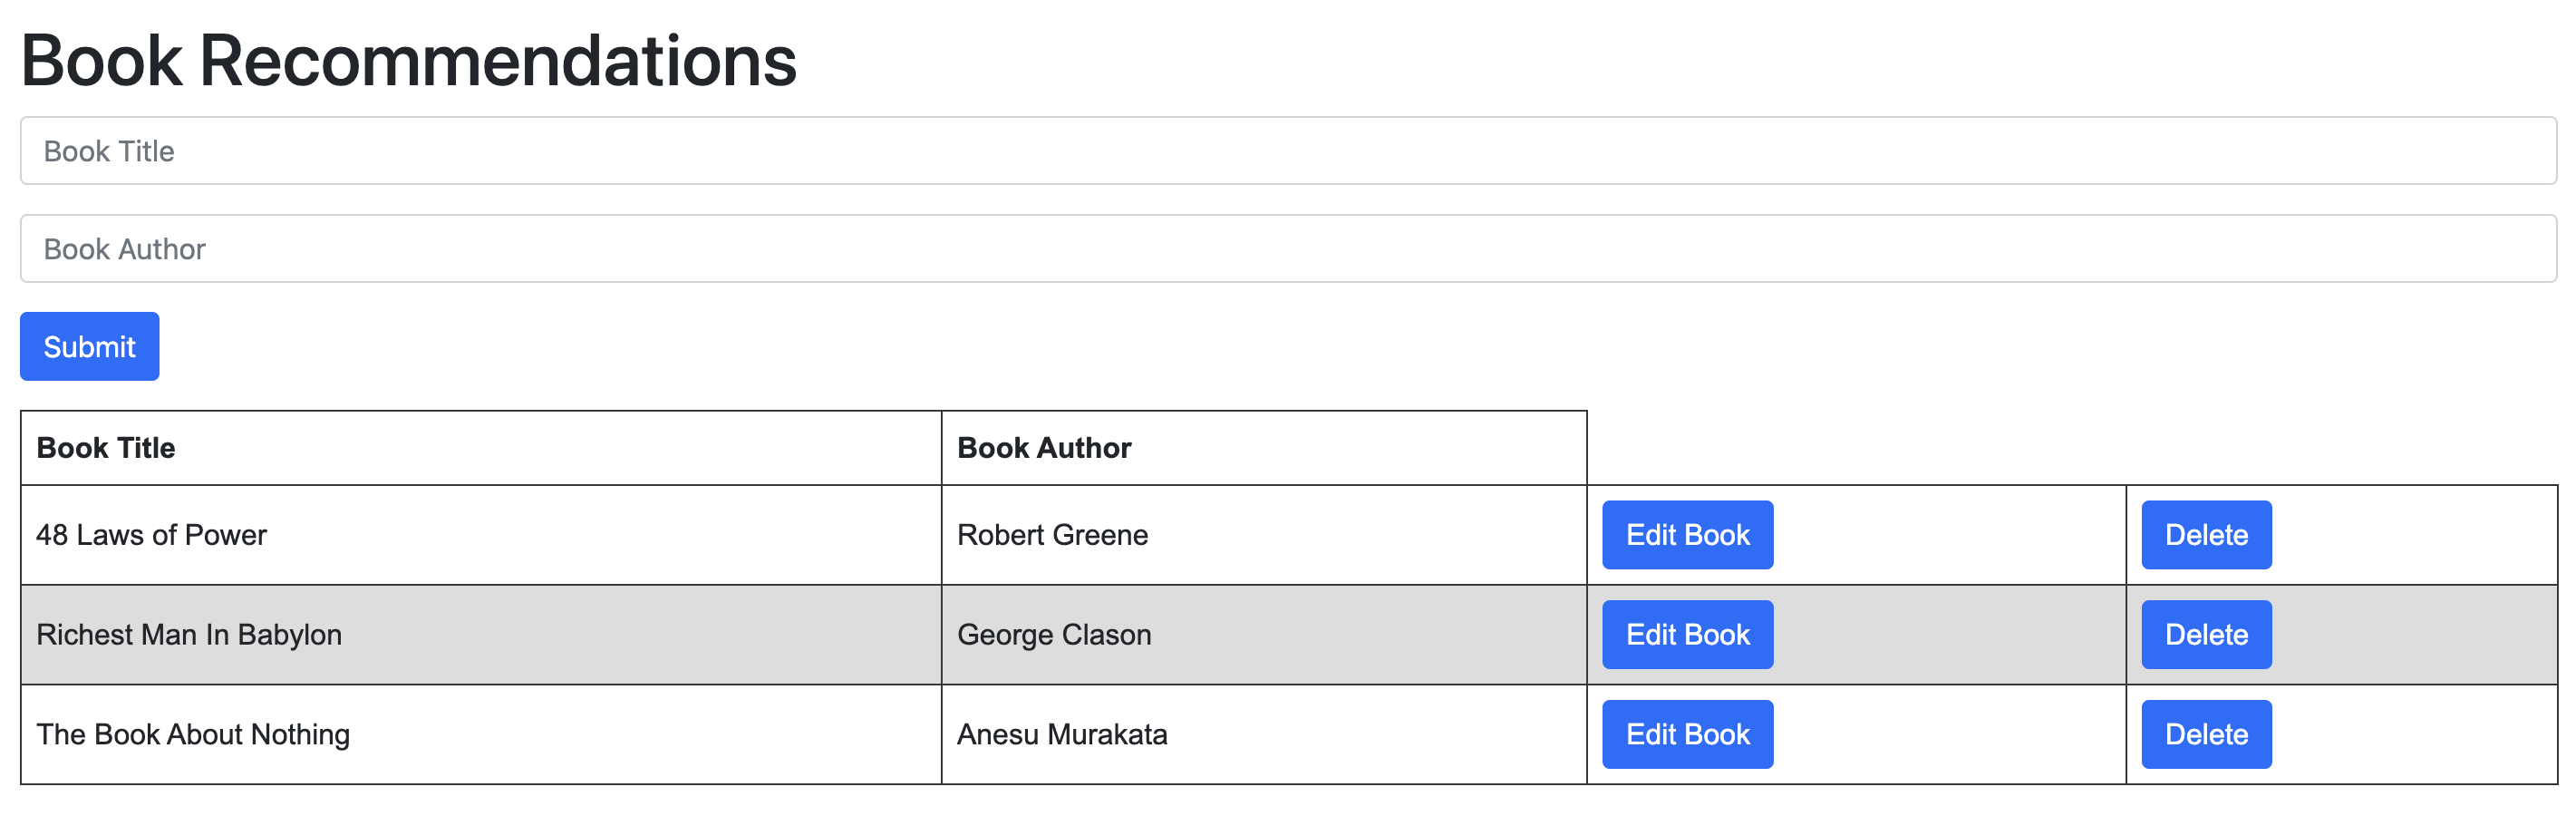 Book Recommendations
Book Title
Book Author
Submit
Book Title Book Author
48 Laws of Power Robert Greene Edit Book Delete
Richest Man In Babylon George Clason Edit Book Delete
The Book About Nothing Anesu Murakata Edit Book Delete